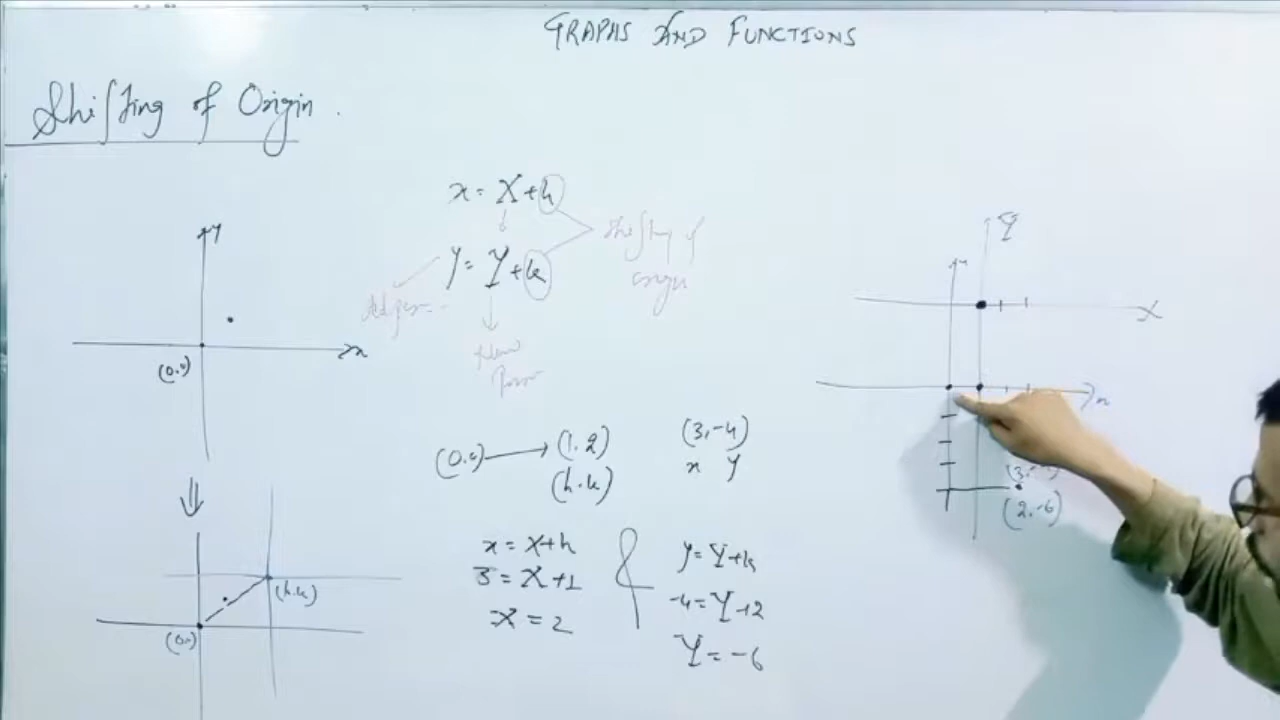 GRAPHS AND FUNCTIONS
Shifting of Origin.
x = X + h
y = Y + k
Shifting of
origin
New
y
x
(0,0)
(0,0) → (1,2)
(h,k)
(3,-4)
x y
x = X + h
3 = X + 1
X = 2
&
y = Y + k
-4 = Y + 2
Y = -6
(h,k)
(0,0)
Y
X
x
(2,-6)